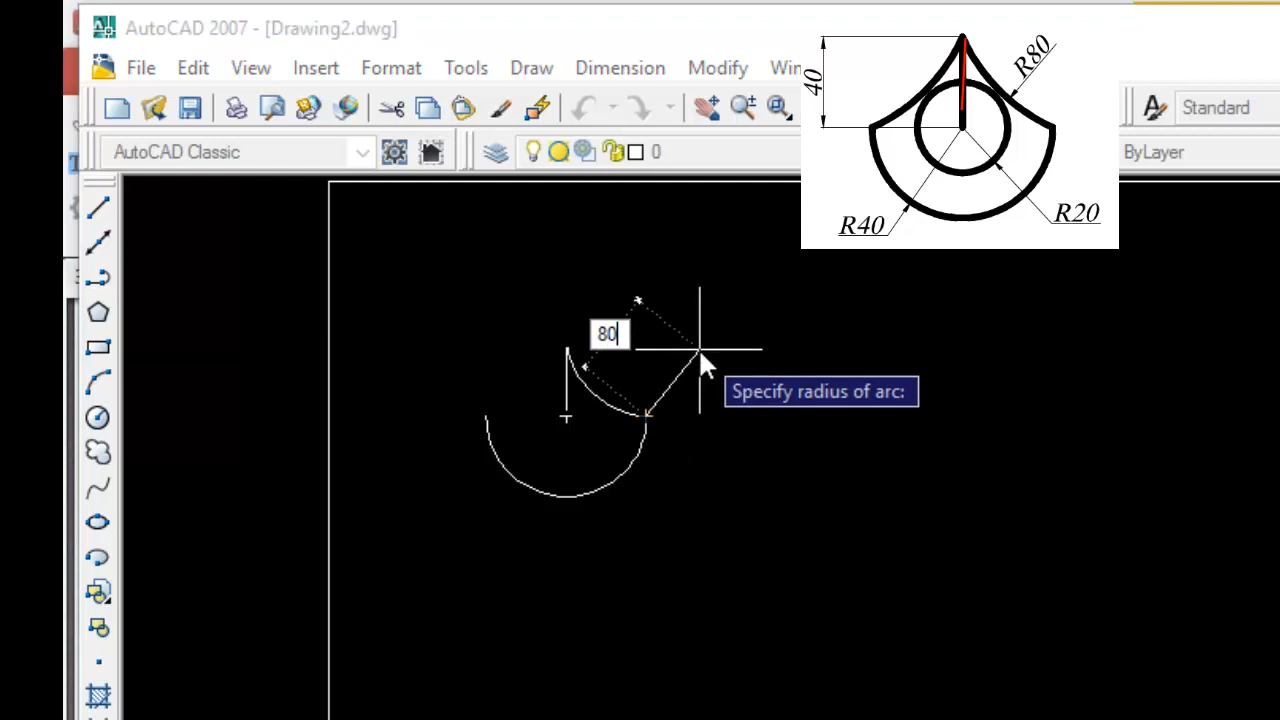 AutoCAD 2007 - [Drawing2.dwg]
File Edit View Insert Format Tools Draw Dimension Modify
Standard
AutoCAD Classic
0
ByLayer
40
R80
R40
R20
80
Specify radius of arc: